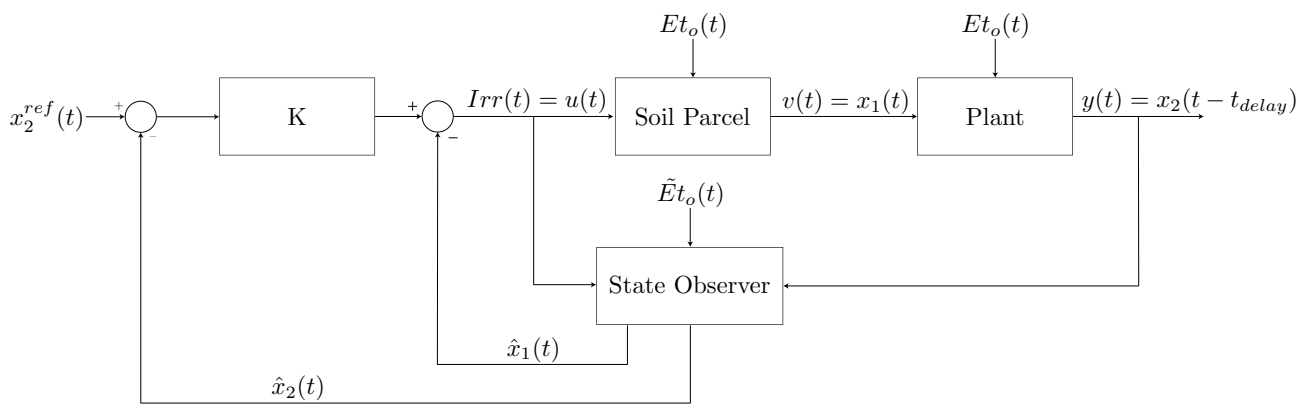 Et_o(t)
Et_o(t)
x_2^{ref}(t)
+
−
K
+
−
Irr(t) = u(t)
Soil Parcel
v(t) = x_1(t)
Plant
y(t) = x_2(t − t_{delay})
Ẽt_o(t)
State Observer
x̂_1(t)
x̂_2(t)